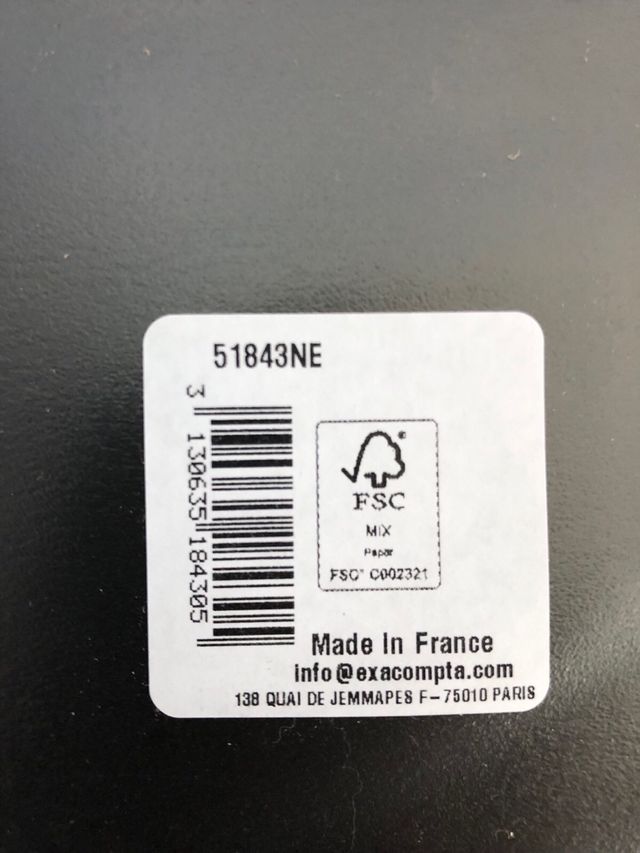 51843NE
3 130635 184305
FSC
MIX
Paper
FSC® C002321
Made In France
info@exacompta.com
138 QUAI DE JEMMAPES F-75010 PARIS